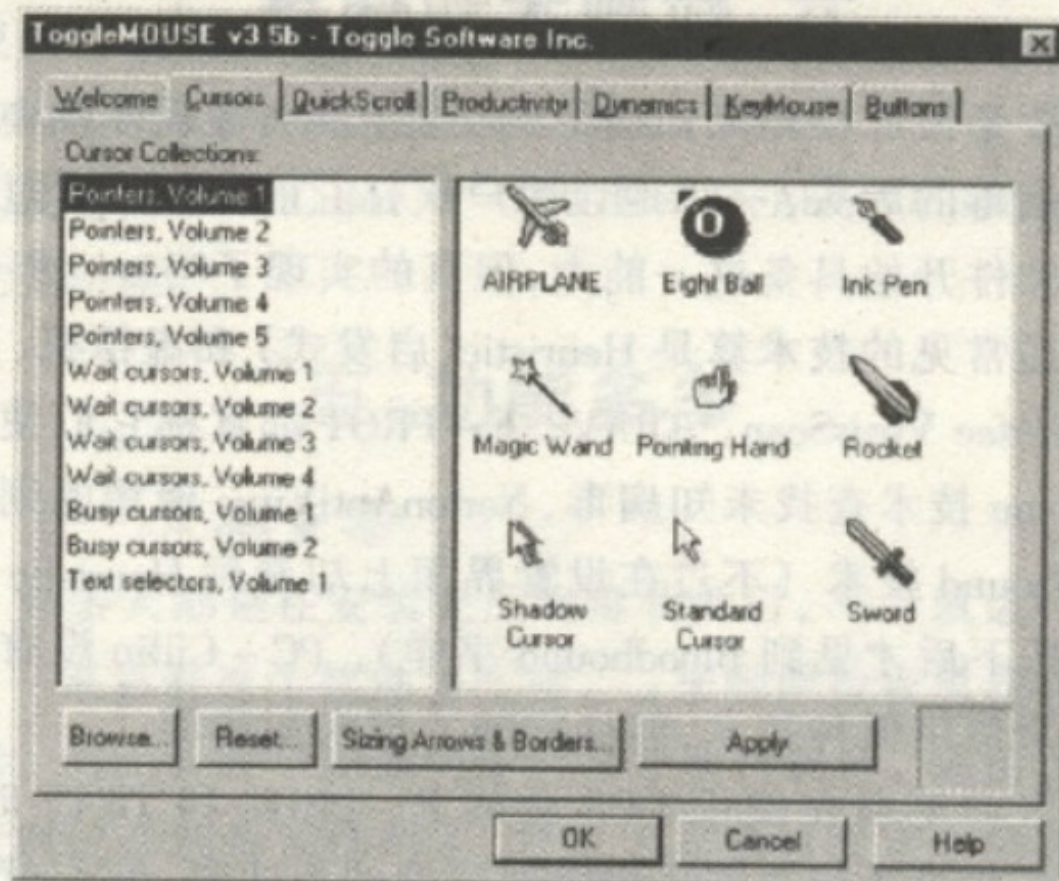 ToggleMOUSE v3.5b - Toggle Software Inc.
Welcome Cursors QuickScroll Productivity Dynamics KeyMouse Buttons
Cursor Collections:
Pointers, Volume 1
Pointers, Volume 2
Pointers, Volume 3
Pointers, Volume 4
Pointers, Volume 5
Wait cursors, Volume 1
Wait cursors, Volume 2
Wait cursors, Volume 3
Wait cursors, Volume 4
Busy cursors, Volume 1
Busy cursors, Volume 2
Text selectors, Volume 1
AIRPLANE Eight Ball Ink Pen
Magic Wand Pointing Hand Rocket
Shadow Cursor Standard Cursor Sword
Browse... Reset... Sizing Arrows & Borders... Apply
OK Cancel Help